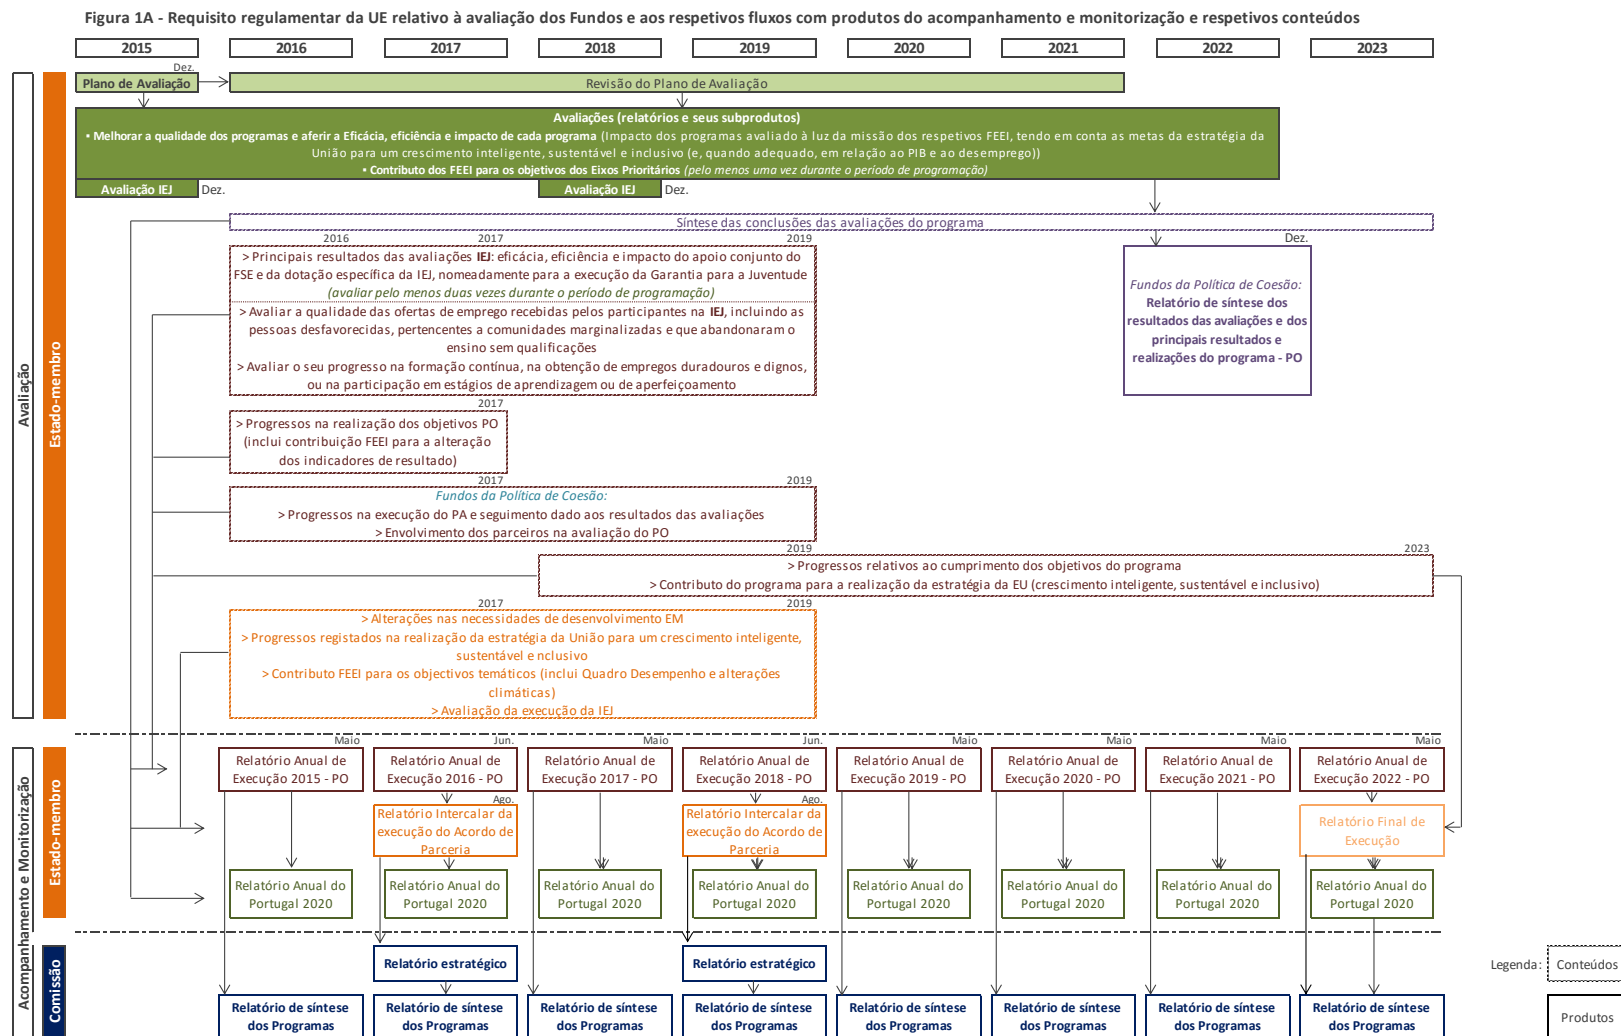 Figura 1A - Requisito regulamentar da UE relativo à avaliação dos Fundos e aos respetivos fluxos com produtos do acompanhamento e monitorização e respetivos conteúdos
2015 2016 2017 2018 2019 2020 2021 2022 2023
Avaliação
Estado-membro
Dez.
Plano de Avaliação
Revisão do Plano de Avaliação
Avaliações (relatórios e seus subprodutos)
• Melhorar a qualidade dos programas e aferir a Eficácia, eficiência e impacto de cada programa (Impacto dos programas avaliado à luz da missão dos respetivos FEEI, tendo em conta as metas da estratégia da
União para um crescimento inteligente, sustentável e inclusivo (e, quando adequado, em relação ao PIB e ao desemprego))
• Contributo dos FEEI para os objetivos dos Eixos Prioritários (pelo menos uma vez durante o período de programação)
Avaliação IEJ Dez.
Avaliação IEJ Dez.
Síntese das conclusões das avaliações do programa
2016 2017 2019
> Principais resultados das avaliações IEJ: eficácia, eficiência e impacto do apoio conjunto do
FSE e da dotação específica da IEJ, nomeadamente para a execução da Garantia para a Juventude
(avaliar pelo menos duas vezes durante o período de programação)
> Avaliar a qualidade das ofertas de emprego recebidas pelos participantes na IEJ, incluindo as
pessoas desfavorecidas, pertencentes a comunidades marginalizadas e que abandonaram o
ensino sem qualificações
> Avaliar o seu progresso na formação contínua, na obtenção de empregos duradouros e dignos,
ou na participação em estágios de aprendizagem ou de aperfeiçoamento
Dez.
Fundos da Política de Coesão:
Relatório de síntese dos
resultados das avaliações e dos
principais resultados e
realizações do programa - PO
2017
> Progressos na realização dos objetivos PO
(inclui contribuição FEEI para a alteração
dos indicadores de resultado)
2017 2019
Fundos da Política de Coesão:
> Progressos na execução do PA e seguimento dado aos resultados das avaliações
> Envolvimento dos parceiros na avaliação do PO
2019 2023
> Progressos relativos ao cumprimento dos objetivos do programa
> Contributo do programa para a realização da estratégia da EU (crescimento inteligente, sustentável e inclusivo)
2017 2019
> Alterações nas necessidades de desenvolvimento EM
> Progressos registados na realização da estratégia da União para um crescimento inteligente,
sustentável e nclusivo
> Contributo FEEI para os objectivos temáticos (inclui Quadro Desempenho e alterações
climáticas)
> Avaliação da execução da IEJ
Acompanhamento e Monitorização
Estado-membro
Maio Jun. Maio Jun. Maio Maio Maio Maio
Relatório Anual de Relatório Anual de Relatório Anual de Relatório Anual de Relatório Anual de Relatório Anual de Relatório Anual de Relatório Anual de
Execução 2015 - PO Execução 2016 - PO Execução 2017 - PO Execução 2018 - PO Execução 2019 - PO Execução 2020 - PO Execução 2021 - PO Execução 2022 - PO
Ago. Ago.
Relatório Intercalar da
execução do Acordo de
Parceria
Relatório Intercalar da
execução do Acordo de
Parceria
Relatório Final de
Execução
Relatório Anual do Relatório Anual do Relatório Anual do Relatório Anual do Relatório Anual do Relatório Anual do Relatório Anual do Relatório Anual do
Portugal 2020 Portugal 2020 Portugal 2020 Portugal 2020 Portugal 2020 Portugal 2020 Portugal 2020 Portugal 2020
Comissão
Relatório estratégico Relatório estratégico
Relatório de síntese Relatório de síntese Relatório de síntese Relatório de síntese Relatório de síntese Relatório de síntese Relatório de síntese Relatório de síntese
dos Programas dos Programas dos Programas dos Programas dos Programas dos Programas dos Programas dos Programas
Legenda: Conteúdos
Produtos